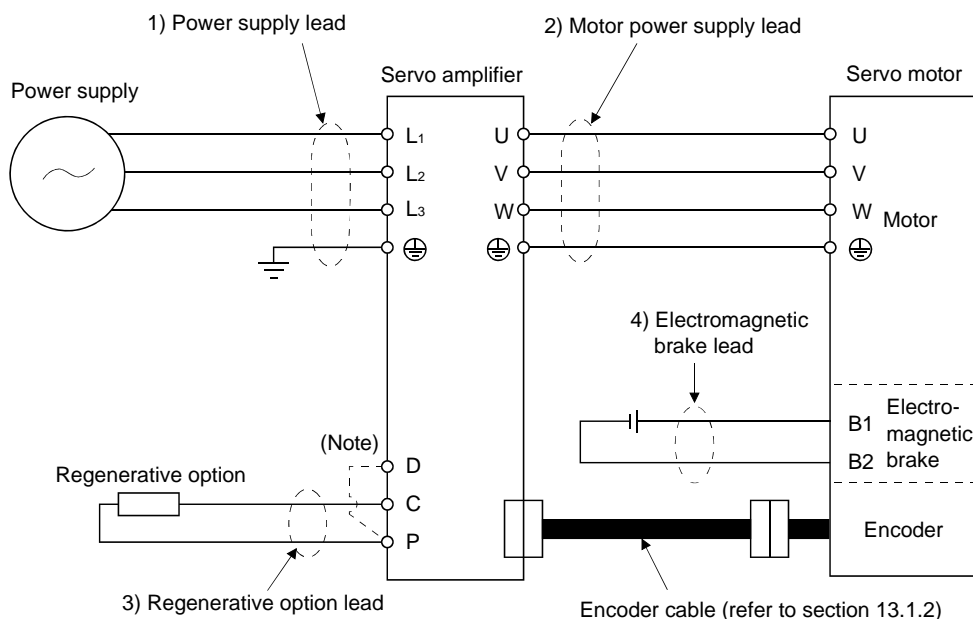 1) Power supply lead
2) Motor power supply lead
Servo amplifier
Servo motor
Power supply
L1
U
U
L2
V
V
L3
W
W
Motor
4) Electromagnetic
brake lead
B1
Electro-
magnetic
brake
B2
(Note)
D
Regenerative option
C
P
Encoder
3) Regenerative option lead
Encoder cable (refer to section 13.1.2)